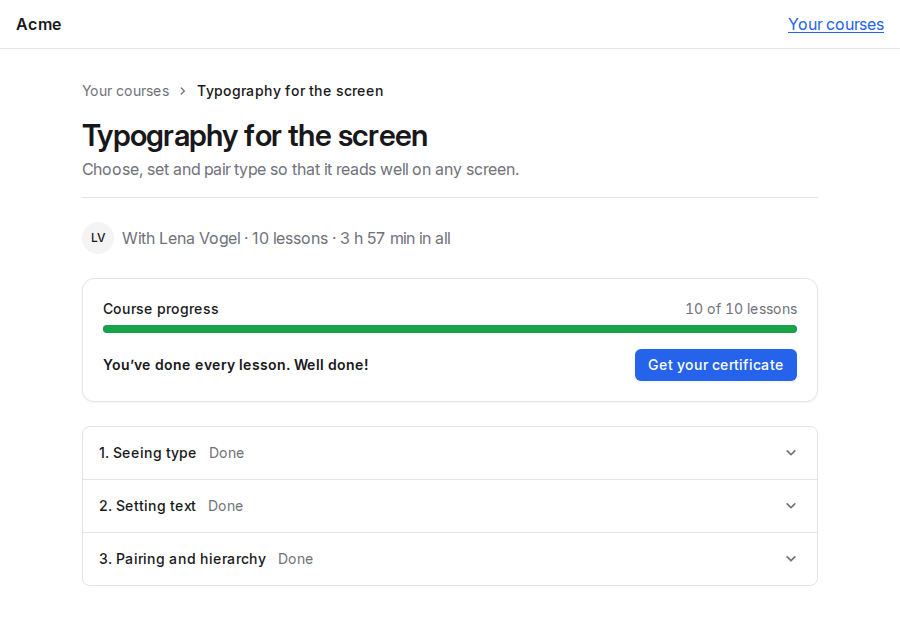 Acme
Your courses
Your courses > Typography for the screen
Typography for the screen
Choose, set and pair type so that it reads well on any screen.
LV With Lena Vogel · 10 lessons · 3 h 57 min in all
Course progress 10 of 10 lessons
You’ve done every lesson. Well done! Get your certificate
1. Seeing type Done
2. Setting text Done
3. Pairing and hierarchy Done